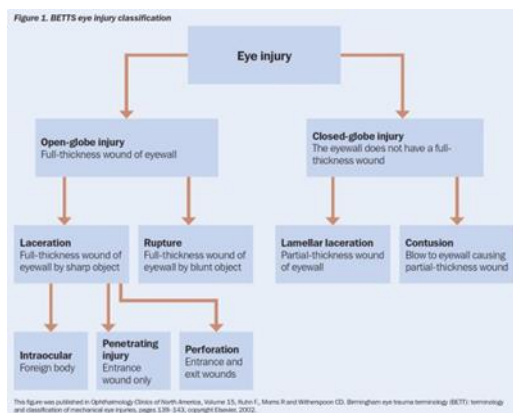 Figure 1. BETTS eye injury classification
Eye injury
Open-globe injury
Full-thickness wound of eyewall
Closed-globe injury
The eyewall does not have a full-
thickness wound
Laceration
Full-thickness wound of
eyewall by sharp object
Rupture
Full-thickness wound of
eyewall by blunt object
Lamellar laceration
Partial-thickness wound
of eyewall
Contusion
Blow to eyewall causing
partial-thickness wound
Intraocular
Foreign body
Penetrating
injury
Entrance
wound only
Perforation
Entrance and
exit wounds
This figure was published in Ophthalmology Clinics of North America, Volume 15, Kuhn F, Morris R and Witherspoon CD. Birmingham eye trauma terminology (BETT): terminology
and classification of mechanical eye injuries, pages 139–143, copyright Elsevier, 2002.